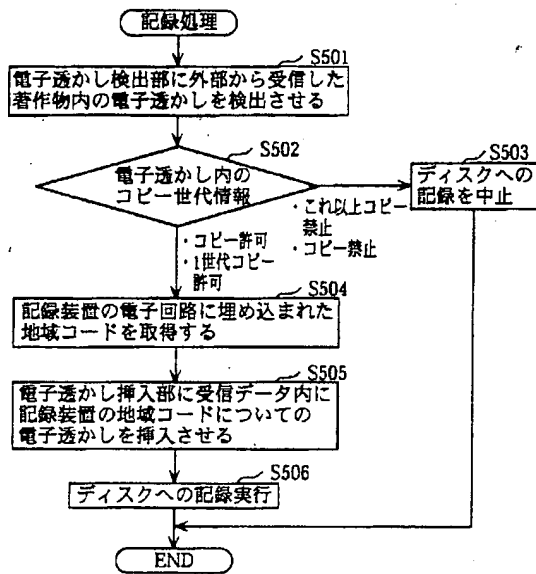 記録処理
S501
電子透かし検出部に外部から受信した
著作物内の電子透かしを検出させる
S502
電子透かし内の
コピー世代情報
S503
ディスクへの
記録を中止
・これ以上コピー
禁止
・コピー禁止
・コピー許可
・1世代コピー
許可
S504
記録装置の電子回路に埋め込まれた
地域コードを取得する
S505
電子透かし挿入部に受信データ内に
記録装置の地域コードについての
電子透かしを挿入させる
S506
ディスクへの記録実行
END